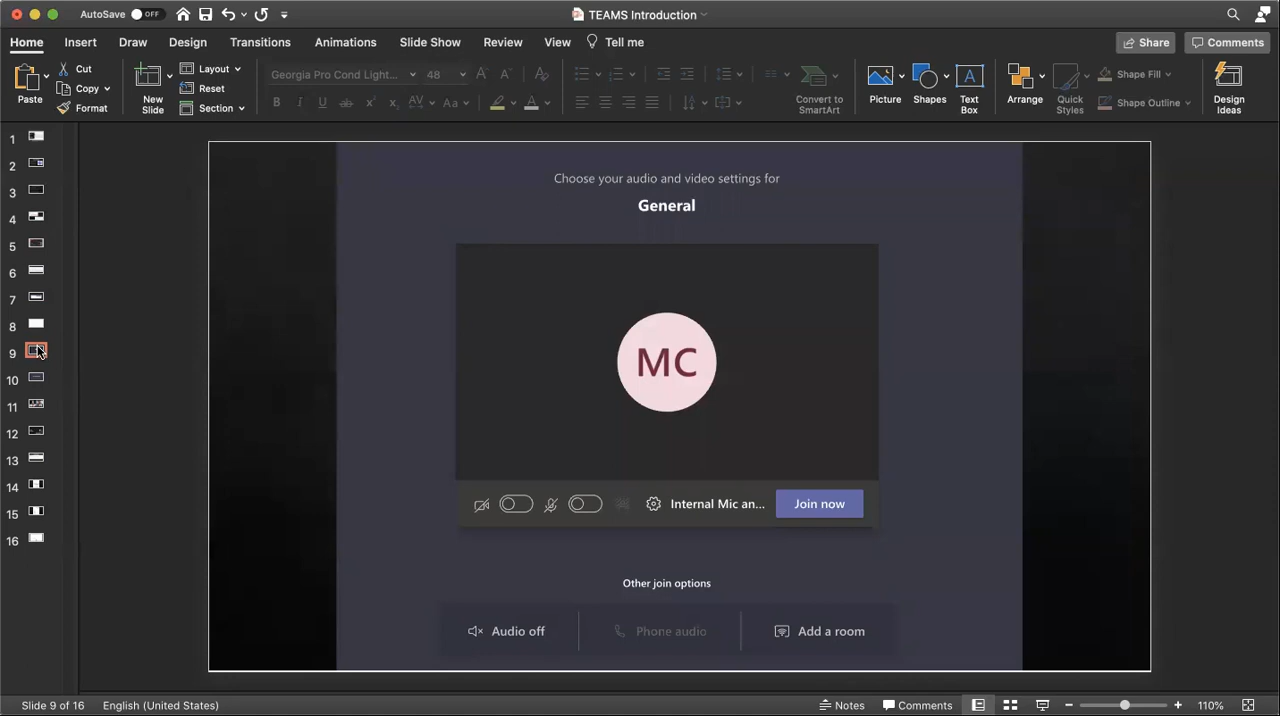 AutoSave OFF TEAMS Introduction
Home Insert Draw Design Transitions Animations Slide Show Review View Tell me Share Comments
Paste Cut Copy Format New Slide Layout Reset Section Georgia Pro Cond Light... 48 Convert to SmartArt Picture Shapes Text Box Arrange Quick Styles Shape Fill Shape Outline Design Ideas
B I U ab x² x₂ AV Aa A
1
2
3
4
5
6
7
8
9
10
11
12
13
14
15
16
Choose your audio and video settings for
General
MC
Internal Mic an... Join now
Other join options
Audio off Phone audio Add a room
Slide 9 of 16 English (United States) Notes Comments 110%